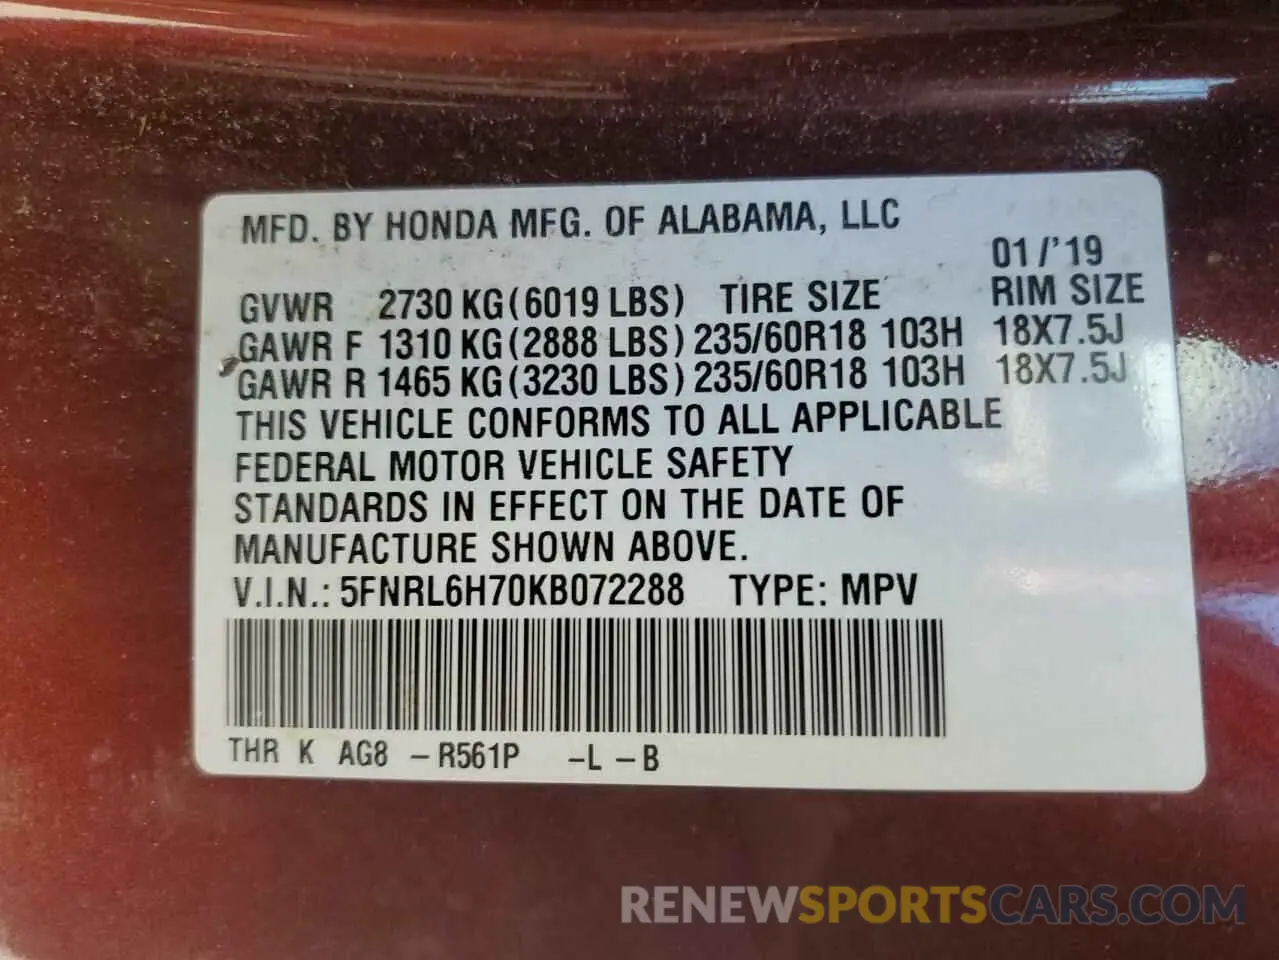 MFD. BY HONDA MFG. OF ALABAMA, LLC
01/'19
GVWR 2730 KG(6019 LBS) TIRE SIZE RIM SIZE
GAWR F 1310 KG(2888 LBS) 235/60R18 103H 18X7.5J
GAWR R 1465 KG(3230 LBS) 235/60R18 103H 18X7.5J
THIS VEHICLE CONFORMS TO ALL APPLICABLE
FEDERAL MOTOR VEHICLE SAFETY
STANDARDS IN EFFECT ON THE DATE OF
MANUFACTURE SHOWN ABOVE.
V.I.N.: 5FNRL6H70KB072288 TYPE: MPV
THR K AG8 -R561P -L -B
RENEWSPORTSCARS.COM